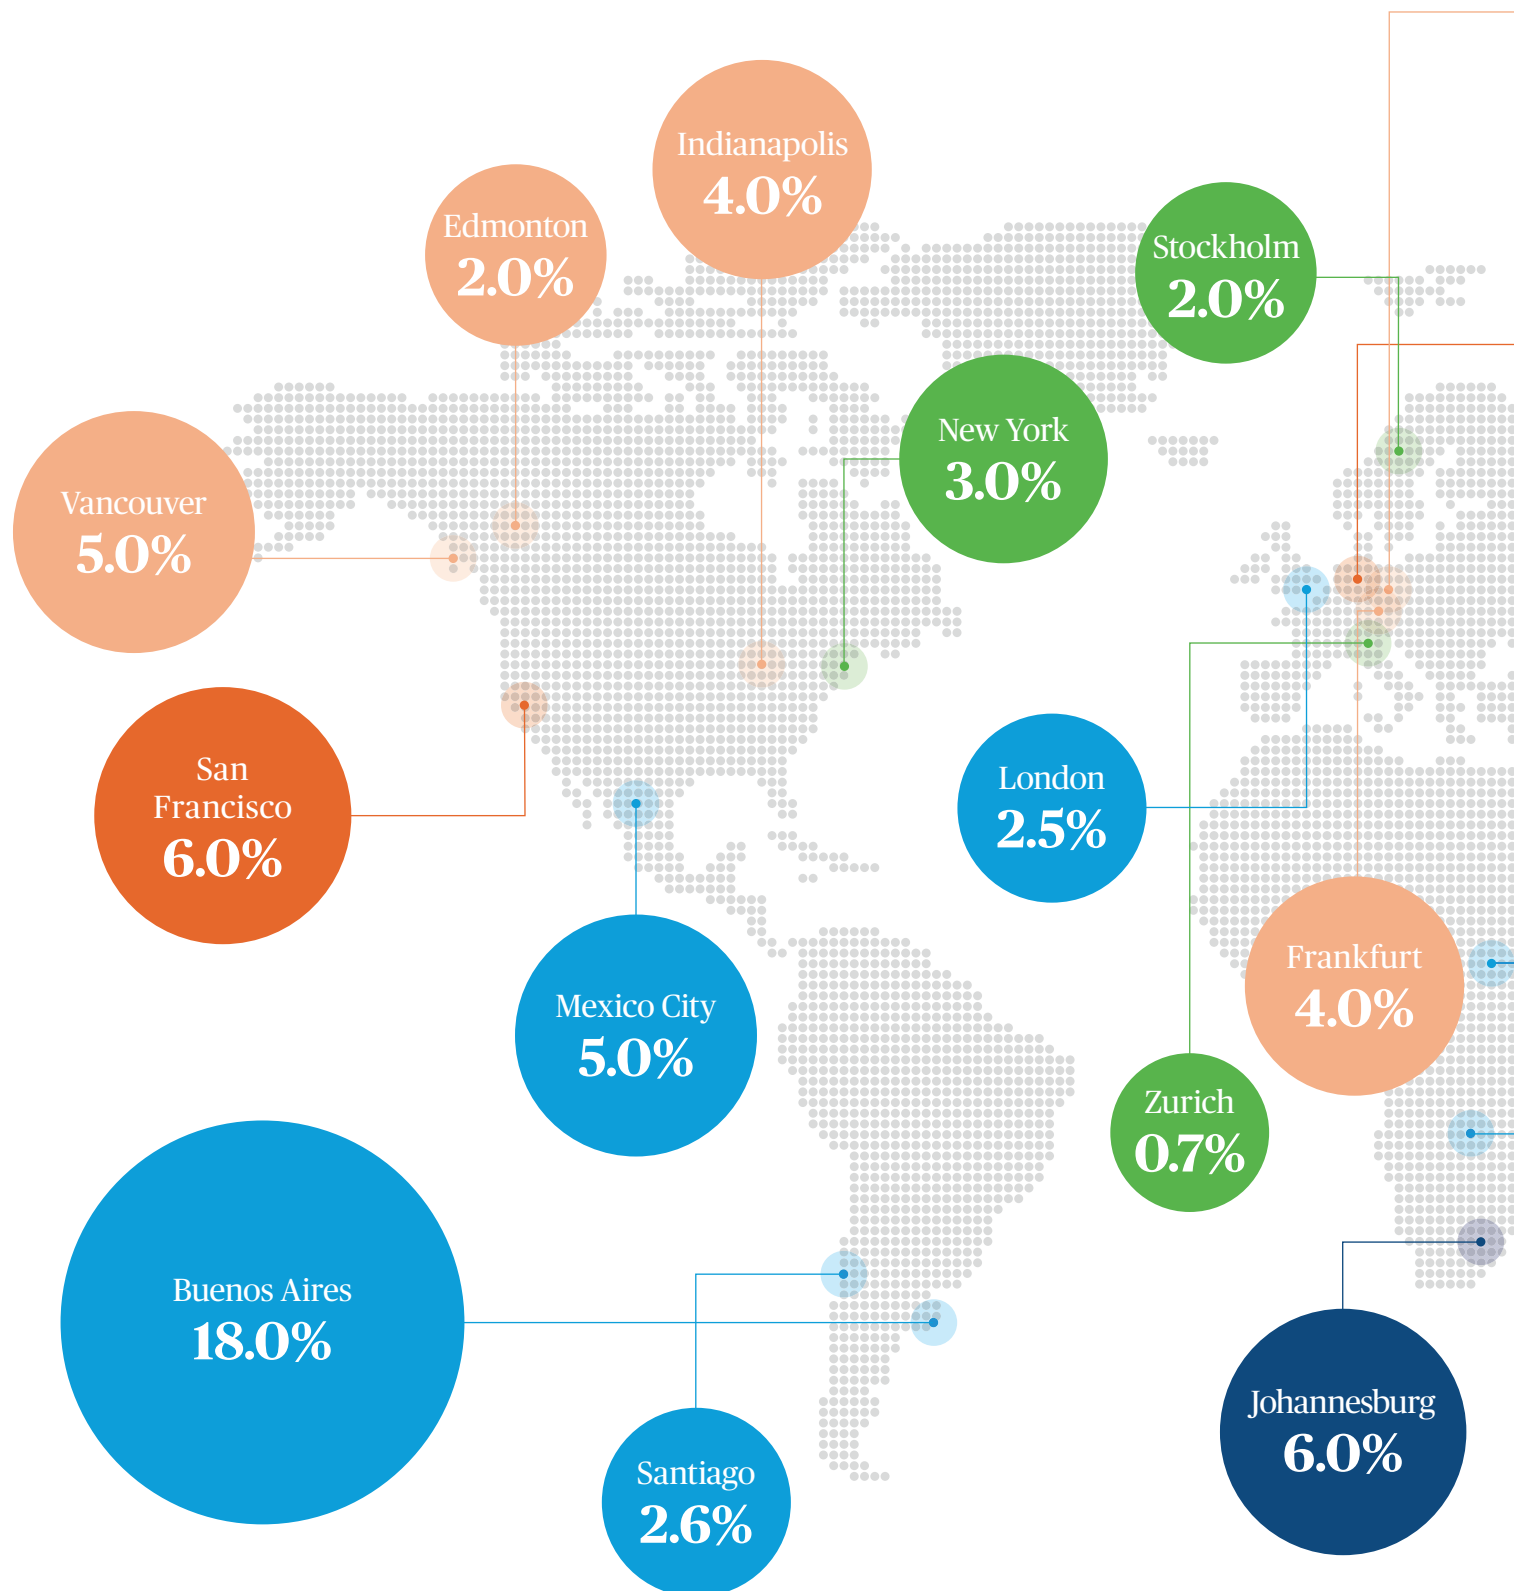 Indianapolis
4.0%
Edmonton
2.0%
Stockholm
2.0%
New York
3.0%
Vancouver
5.0%
San
Francisco
6.0%
London
2.5%
Frankfurt
4.0%
Mexico City
5.0%
Zurich
0.7%
Buenos Aires
18.0%
Johannesburg
6.0%
Santiago
2.6%